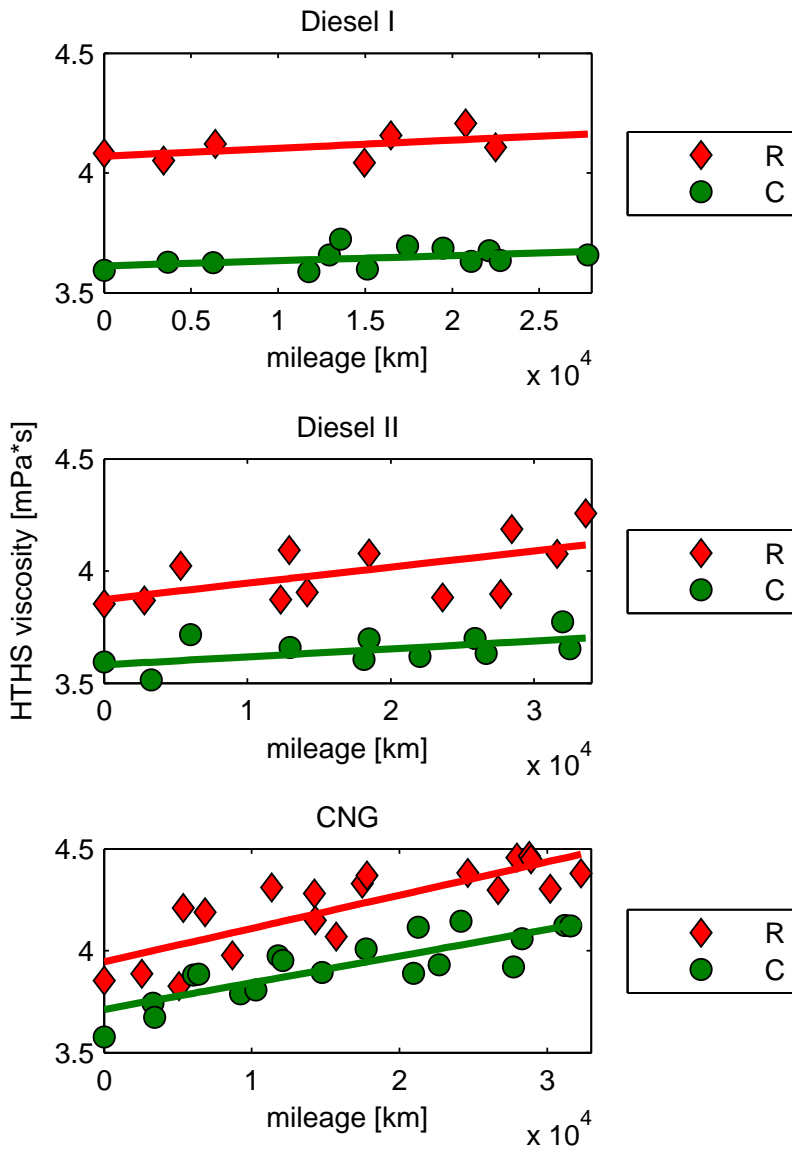 Diesel I
4.5
4
3.5
0 0.5 1 1.5 2 2.5
mileage [km]
x 10^4
R
C
HTHS viscosity [mPa*s]
Diesel II
4.5
4
3.5
0 1 2 3
mileage [km]
x 10^4
R
C
CNG
4.5
4
3.5
0 1 2 3
mileage [km]
x 10^4
R
C